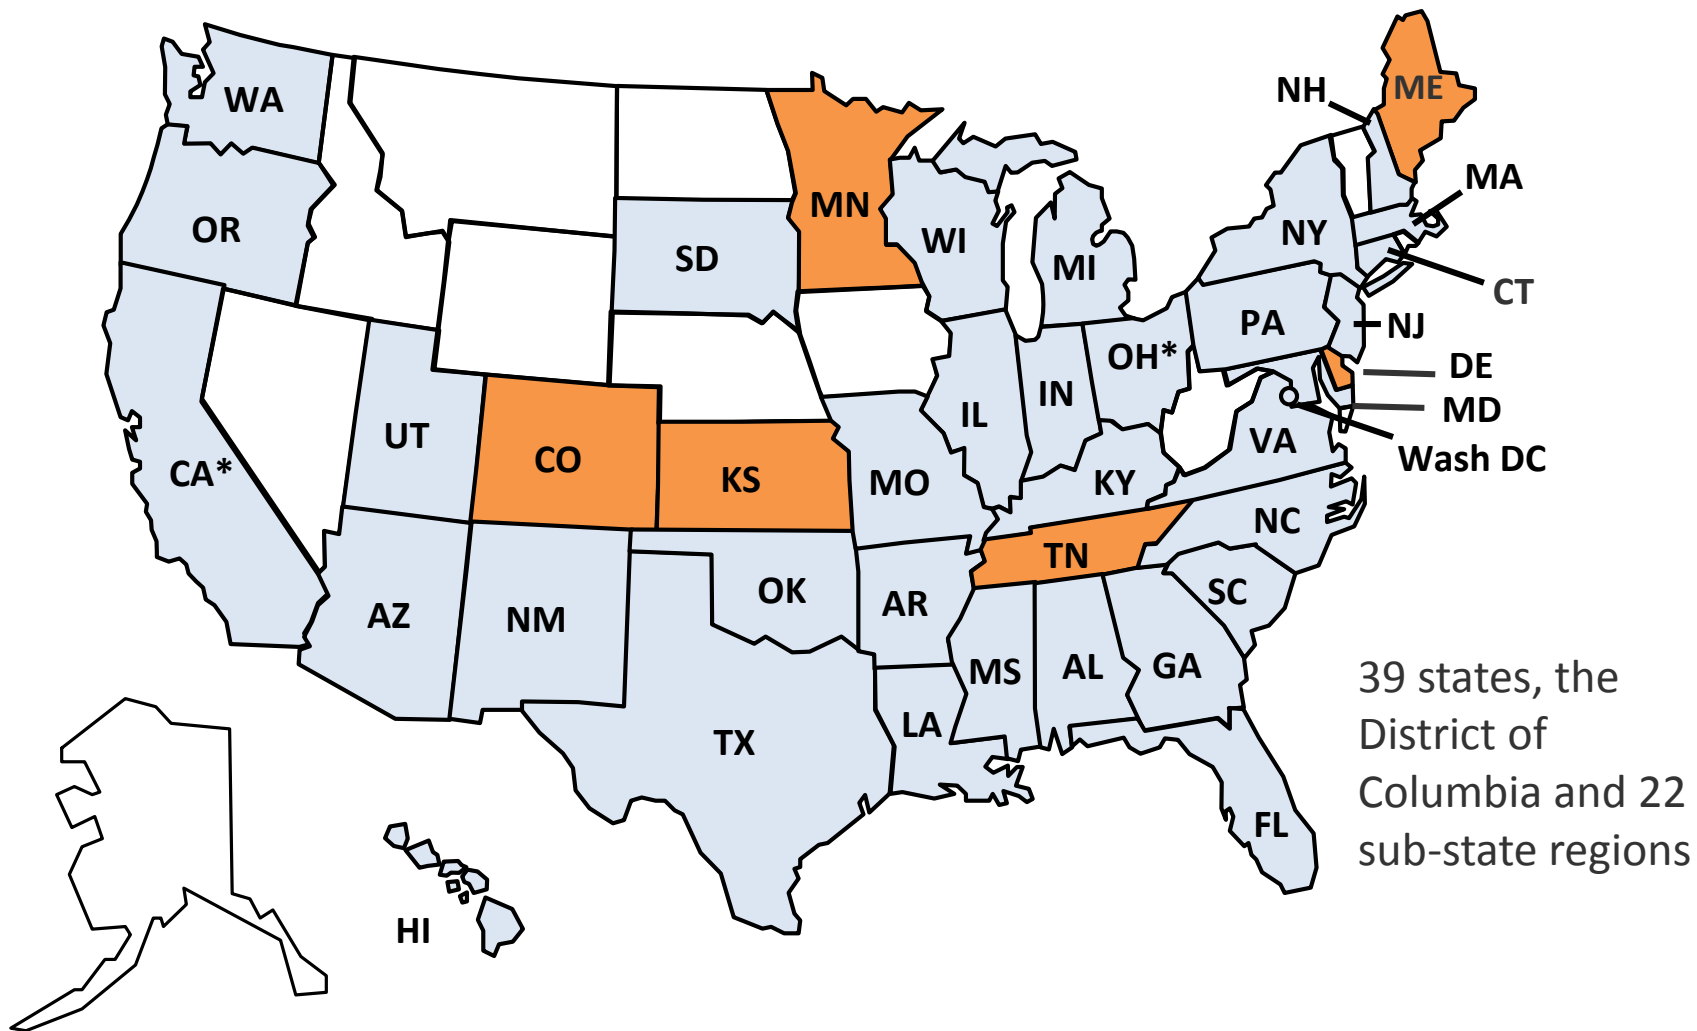 WA
NH
ME
MA
OR
MN
NY
WI
SD
MI
CT
PA
NJ
OH*
DE
IN
MD
IL
UT
VA
CO
Wash DC
CA*
KS
MO
KY
NC
TN
OK
SC
AR
AZ
NM
MS
AL
GA
39 states, the
District of
Columbia and 22
sub-state regions
LA
TX
FL
HI